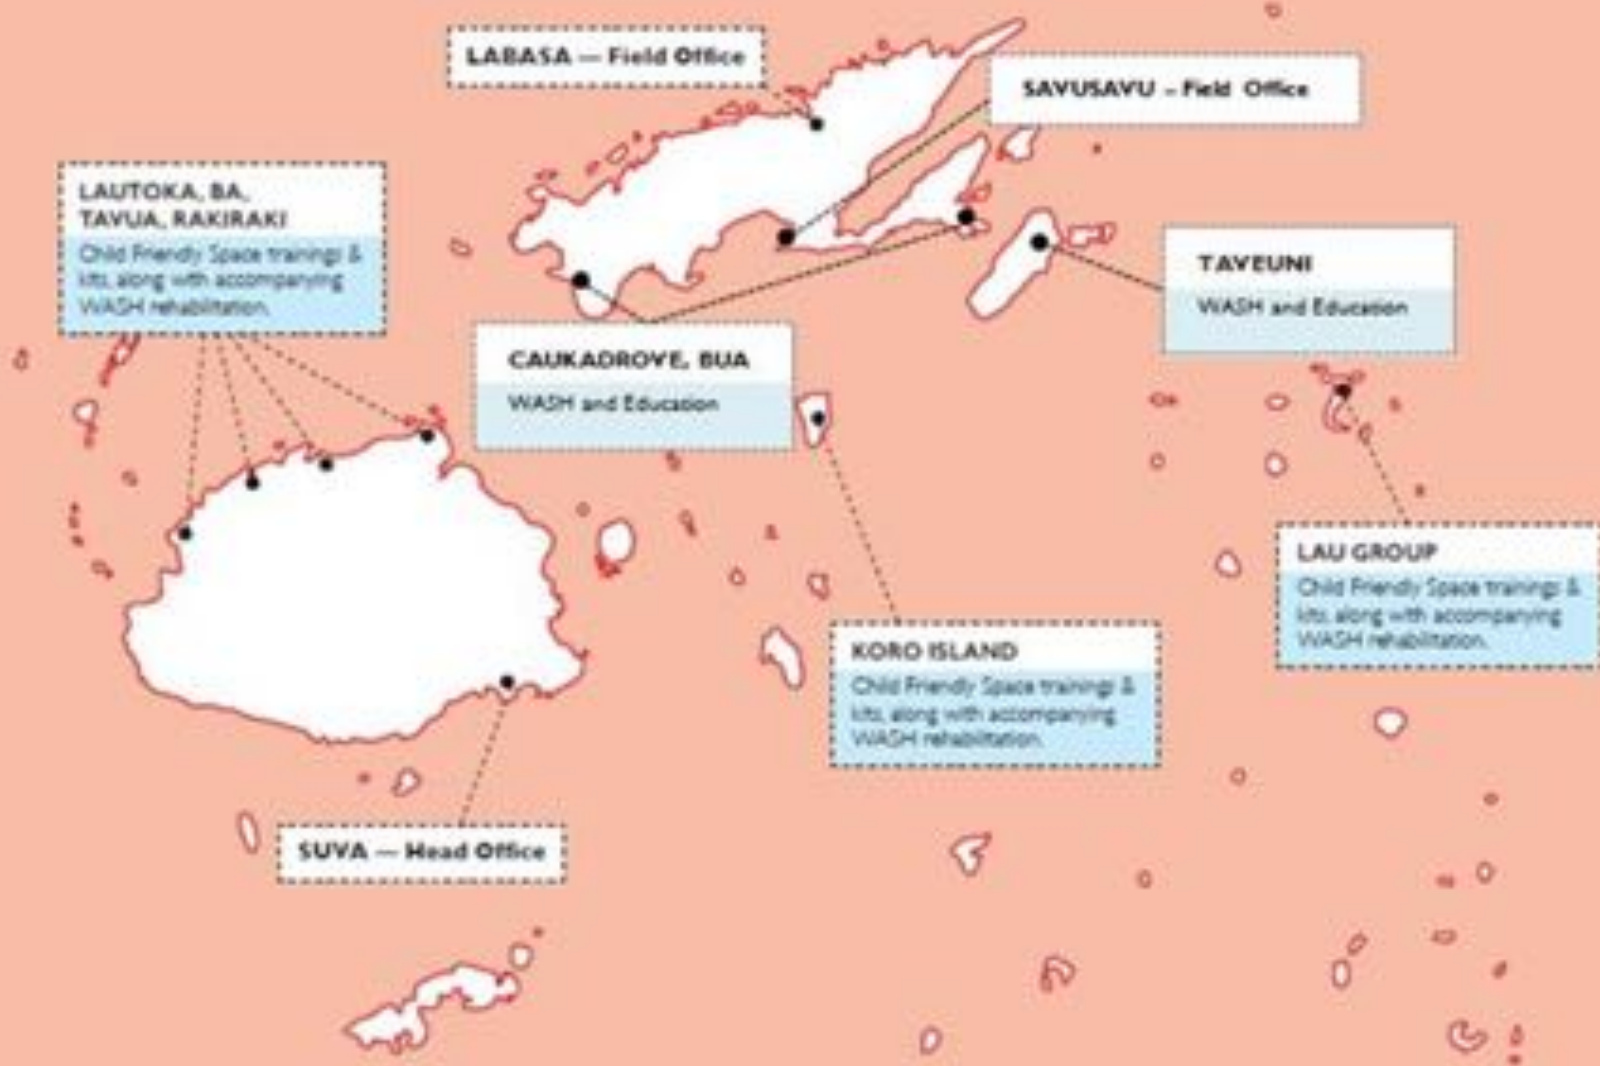 LABASA — Field Office
SAVUSAVU – Field Office
LAUTOKA, BA,
TAVUA, RAKIRAKI
Child Friendly Space trainings &
kits, along with accompanying
WASH rehabilitation.
TAVEUNI
WASH and Education
CAUKADROVE, BUA
WASH and Education
LAU GROUP
Child Friendly Space trainings &
kits, along with accompanying
WASH rehabilitation.
KORO ISLAND
Child Friendly Space trainings &
kits, along with accompanying
WASH rehabilitation.
SUVA — Head Office